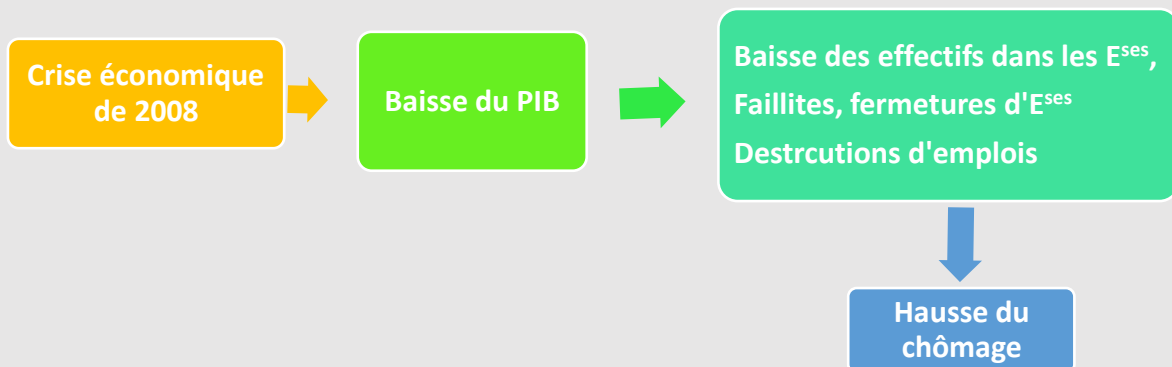 Crise économique
de 2008
Baisse du PIB
Baisse des effectifs dans les Eses,
Faillites, fermetures d'Eses
Destrcutions d'emplois
Hausse du
chômage